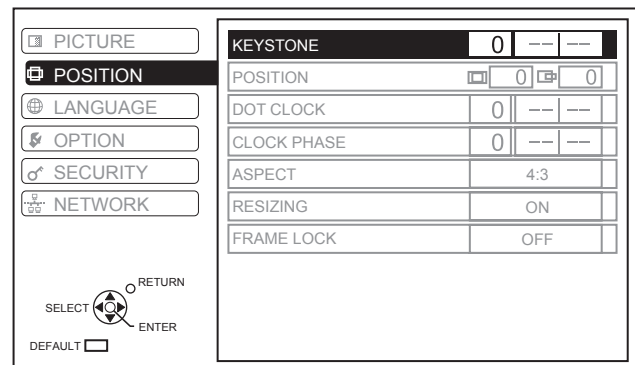 PICTURE
POSITION
LANGUAGE
OPTION
SECURITY
NETWORK
RETURN
SELECT
ENTER
DEFAULT
KEYSTONE 0 -- --
POSITION 0 0
DOT CLOCK 0 -- --
CLOCK PHASE 0 -- --
ASPECT 4:3
RESIZING ON
FRAME LOCK OFF